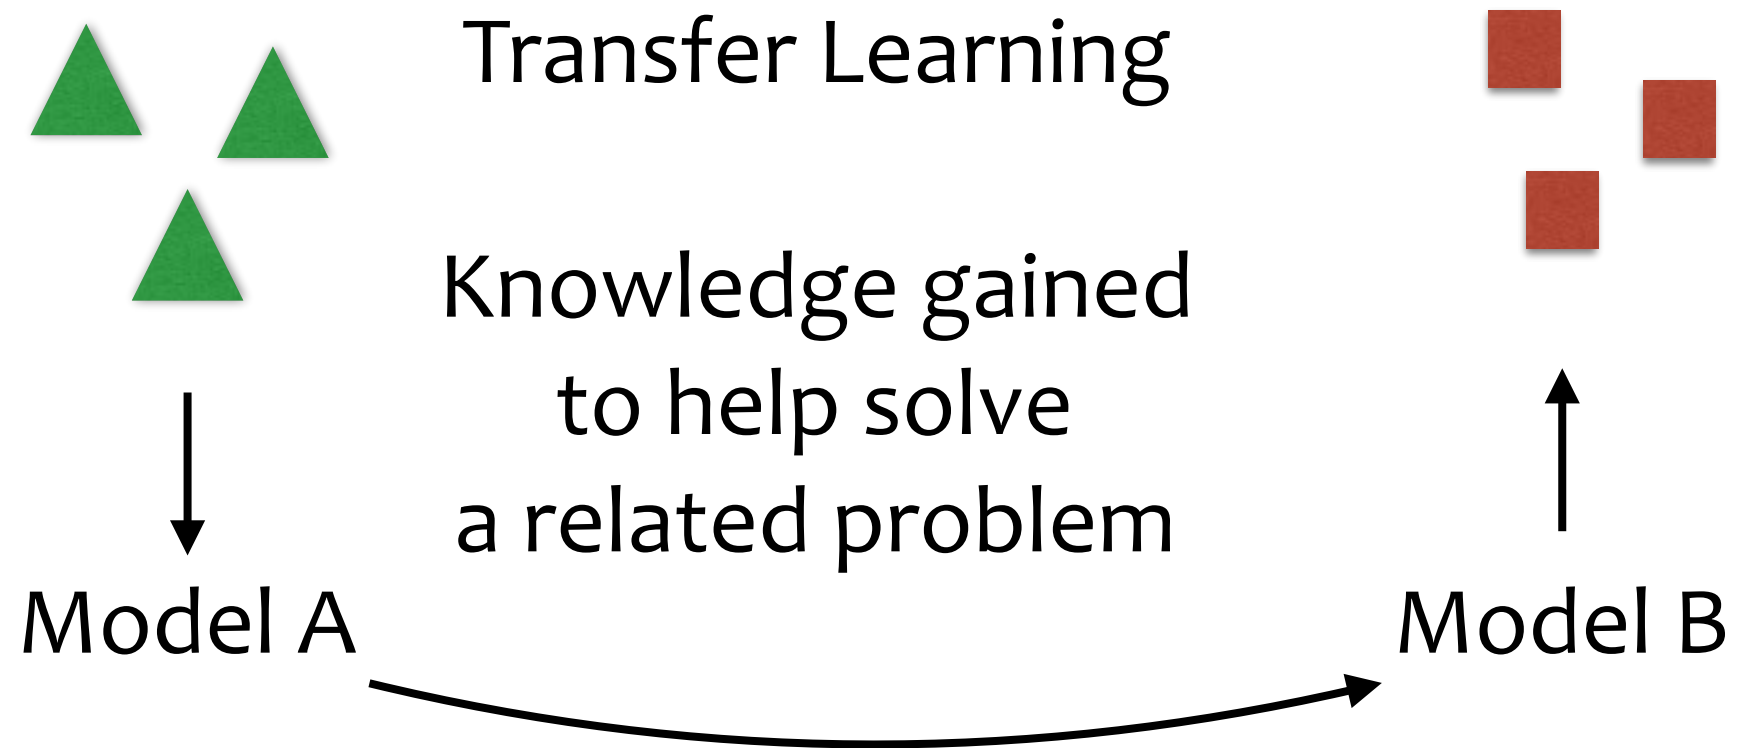 Transfer Learning
Knowledge gained
to help solve
a related problem
Model A
Model B